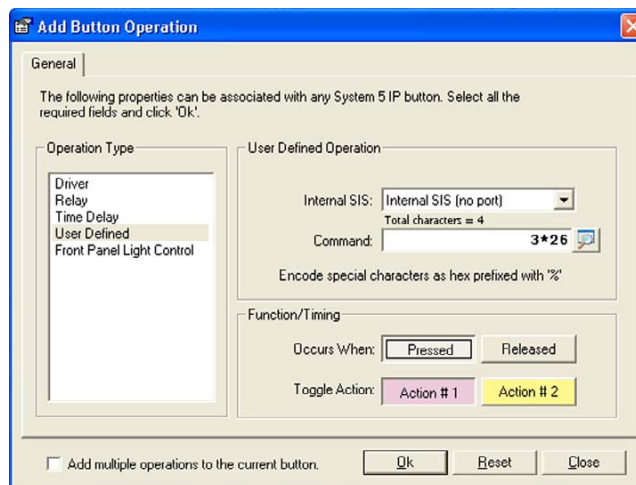 Add Button Operation
General
The following properties can be associated with any System 5 IP button. Select all the
required fields and click 'Ok'.
Operation Type
Driver
Relay
Time Delay
User Defined
Front Panel Light Control
User Defined Operation
Internal SIS: Internal SIS (no port)
Total characters = 4
Command: 3*26
Encode special characters as hex prefixed with '%'
Function/Timing
Occurs When: Pressed Released
Toggle Action: Action # 1 Action # 2
Add multiple operations to the current button. Ok Reset Close